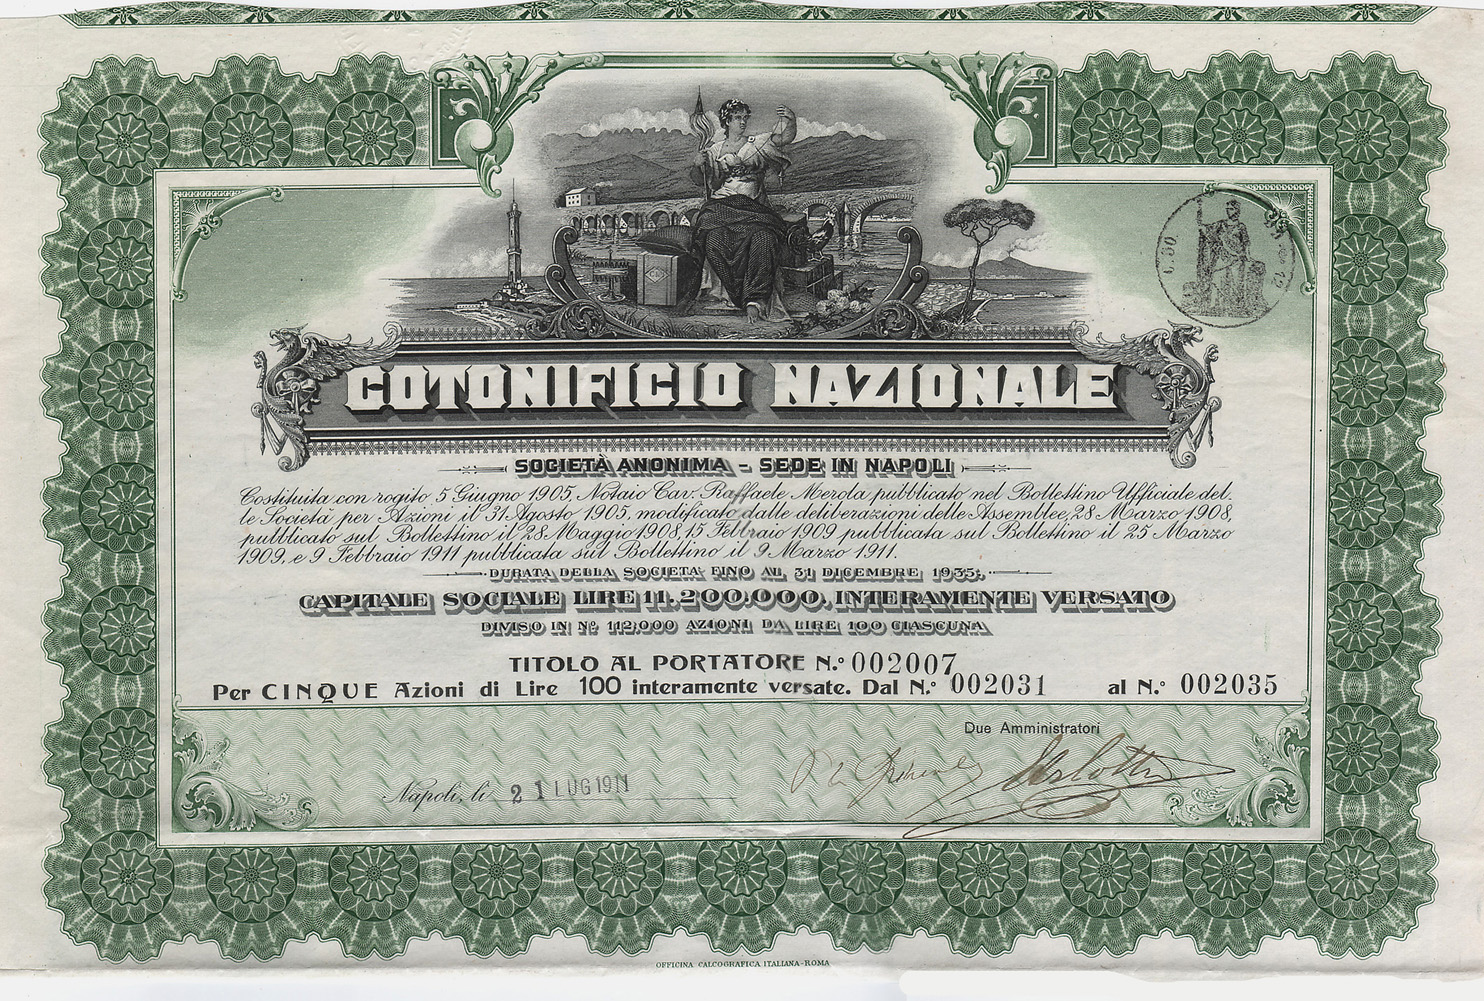 C. 50
COTONIFICIO NAZIONALE
SOCIETÀ ANONIMA - SEDE IN NAPOLI
Costituita con rogito 5 Giugno 1905, Notaio Cav. Raffaele Merola pubblicato nel Bollettino Ufficiale del-
le Società per Azioni il 31 Agosto 1905, modificato dalle deliberazioni delle Assemblee, 28 Marzo 1908,
pubblicato sul Bollettino il 28 Maggio 1908, 15 Febbraio 1909 pubblicata sul Bollettino il 25 Marzo
1909, e 9 Febbraio 1911 pubblicata sul Bollettino il 9 Marzo 1911.
DURATA DELLA SOCIETÀ FINO AL 31 DICEMBRE 1935.
CAPITALE SOCIALE LIRE 11.200.000. INTERAMENTE VERSATO
DIVISO IN Nº 112.000 AZIONI DA LIRE 100 CIASCUNA
TITOLO AL PORTATORE N.º 002007
Per CINQUE Azioni di Lire 100 interamente versate. Dal N.º 002031 al N.º 002035
Due Amministratori
Napoli, li 21 LUG 1911
OFFICINA CALCOGRAFICA ITALIANA-ROMA